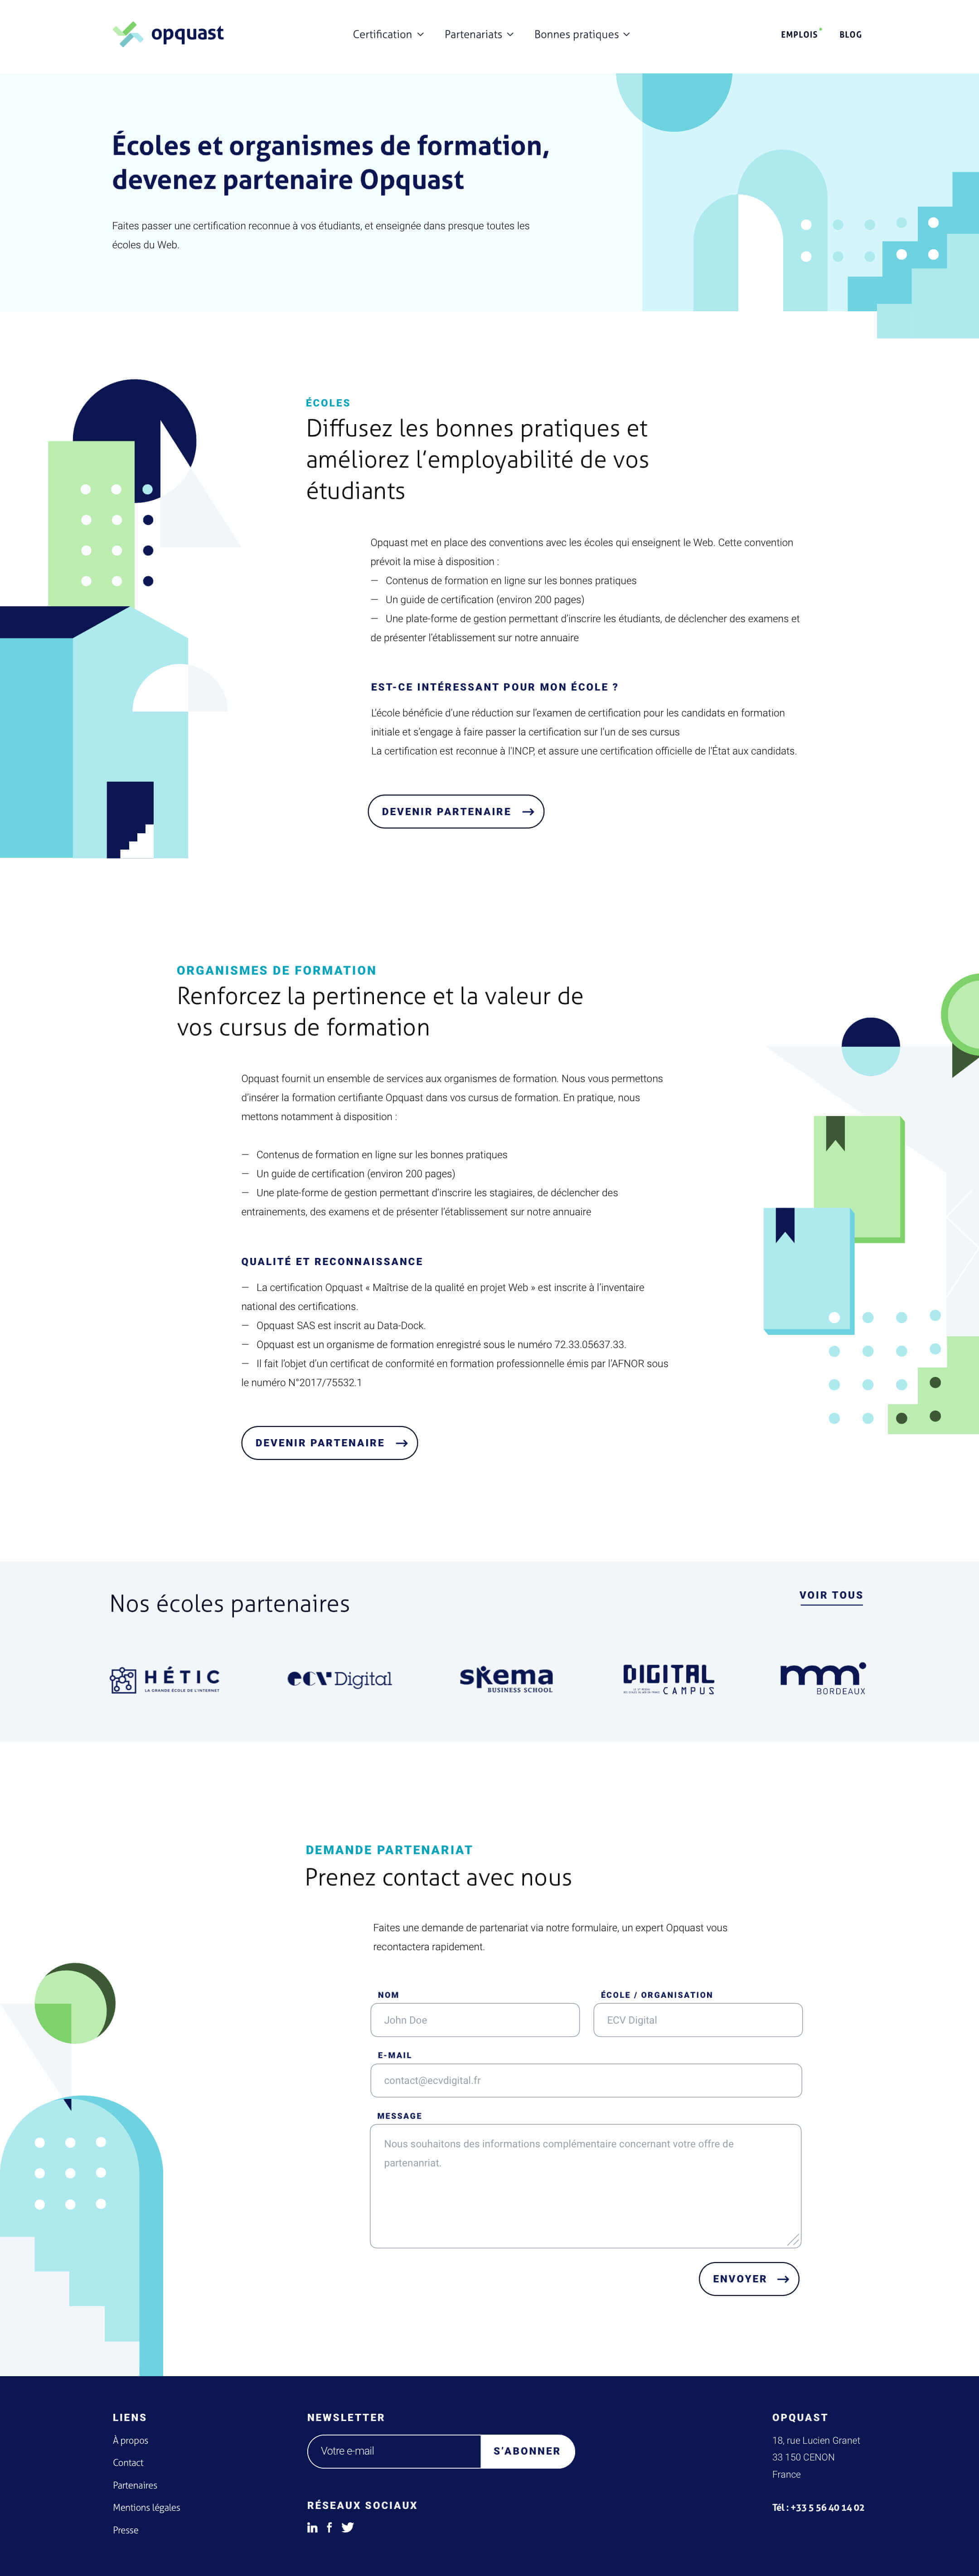 opquast
Certification
Partenariats
Bonnes pratiques
EMPLOIS
BLOG
Écoles et organismes de formation,
devenez partenaire Opquast
Faites passer une certification reconnue à vos étudiants, et enseignée dans presque toutes les
écoles du Web.
ÉCOLES
Diffusez les bonnes pratiques et
améliorez l’employabilité de vos
étudiants
Opquast met en place des conventions avec les écoles qui enseignent le Web. Cette convention
prévoit la mise à disposition :
— Contenus de formation en ligne sur les bonnes pratiques
— Un guide de certification (environ 200 pages)
— Une plate-forme de gestion permettant d’inscrire les étudiants, de déclencher des examens et
de présenter l’établissement sur notre annuaire
EST-CE INTÉRESSANT POUR MON ÉCOLE ?
L’école bénéficie d’une réduction sur l’examen de certification pour les candidats en formation
initiale et s’engage à faire passer la certification sur l’un de ses cursus
La certification est reconnue à l’INCP, et assure une certification officielle de l’État aux candidats.
DEVENIR PARTENAIRE
ORGANISMES DE FORMATION
Renforcez la pertinence et la valeur de
vos cursus de formation
Opquast fournit un ensemble de services aux organismes de formation. Nous vous permettons
d’insérer la formation certifiante Opquast dans vos cursus de formation. En pratique, nous
mettons notamment à disposition :
— Contenus de formation en ligne sur les bonnes pratiques
— Un guide de certification (environ 200 pages)
— Une plate-forme de gestion permettant d’inscrire les stagiaires, de déclencher des
entrainements, des examens et de présenter l’établissement sur notre annuaire
QUALITÉ ET RECONNAISSANCE
— La certification Opquast « Maîtrise de la qualité en projet Web » est inscrite à l’inventaire
national des certifications.
— Opquast SAS est inscrit au Data-Dock.
— Opquast est un organisme de formation enregistré sous le numéro 72.33.05637.33.
— Il fait l’objet d’un certificat de conformité en formation professionnelle émis par l’AFNOR sous
le numéro N°2017/75532.1
DEVENIR PARTENAIRE
Nos écoles partenaires
VOIR TOUS
HÉTIC
LA GRANDE ÉCOLE DE L'INTERNET
ecv Digital
skema
BUSINESS SCHOOL
DIGITAL
CAMPUS
mmi
BORDEAUX
DEMANDE PARTENARIAT
Prenez contact avec nous
Faites une demande de partenariat via notre formulaire, un expert Opquast vous
recontactera rapidement.
NOM
ÉCOLE / ORGANISATION
John Doe
ECV Digital
E-MAIL
contact@ecvdigital.fr
MESSAGE
Nous souhaitons des informations complémentaire concernant votre offre de
partenanriat.
ENVOYER
LIENS
À propos
Contact
Partenaires
Mentions légales
Presse
NEWSLETTER
Votre e-mail
S’ABONNER
RÉSEAUX SOCIAUX
OPQUAST
18, rue Lucien Granet
33 150 CENON
France
Tél : +33 5 56 40 14 02